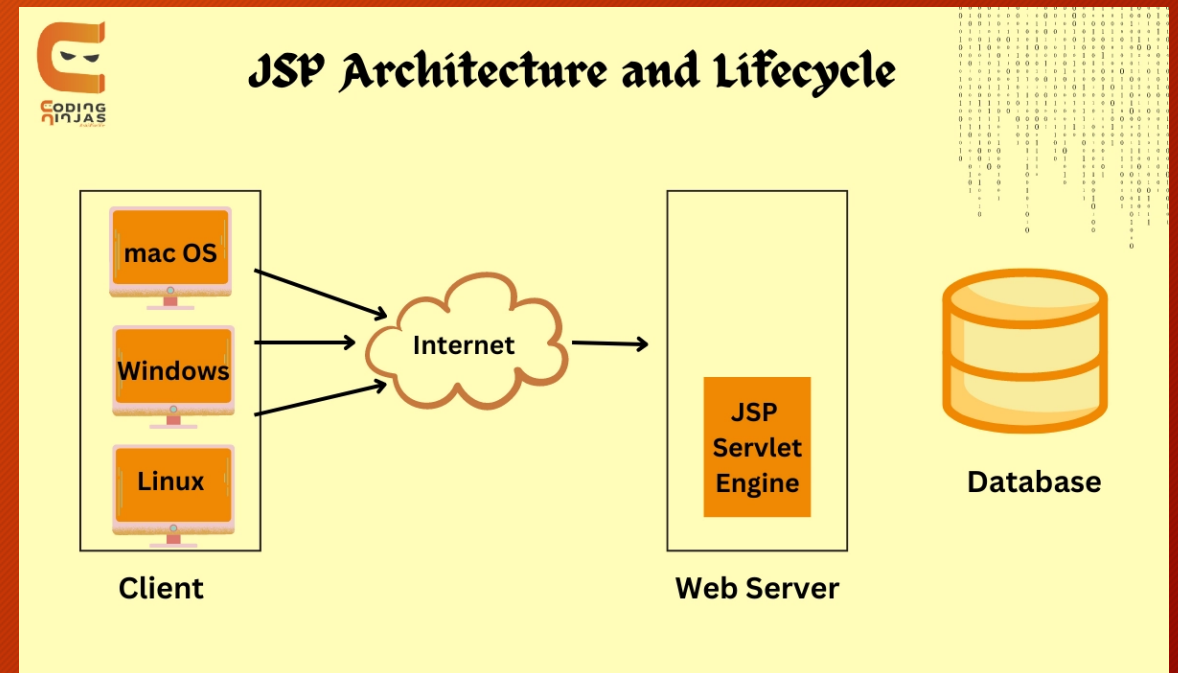 CODING
NINJAS
JSP Architecture and Lifecycle
mac OS
Windows
Linux
Client
Internet
JSP
Servlet
Engine
Web Server
Database